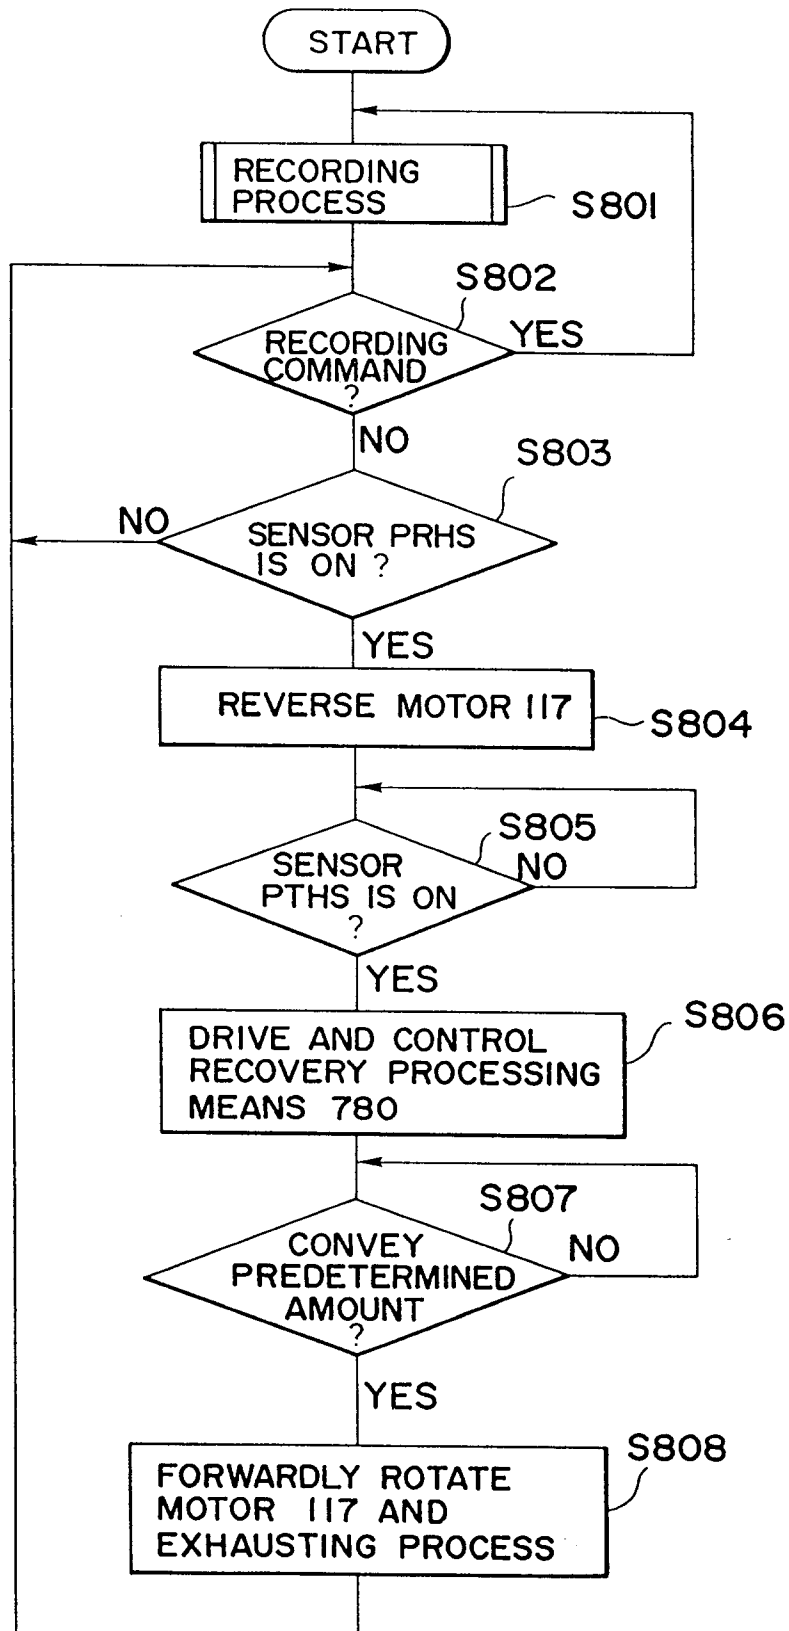 START
RECORDING
PROCESS
S801
S802
RECORDING
COMMAND
?
YES
NO
S803
NO
SENSOR PRHS
IS ON ?
YES
REVERSE MOTOR 117
S804
S805
SENSOR
PTHS IS ON
?
NO
YES
S806
DRIVE AND CONTROL
RECOVERY PROCESSING
MEANS 780
S807
CONVEY
PREDETERMINED
AMOUNT
?
NO
YES
S808
FORWARDLY ROTATE
MOTOR 117 AND
EXHAUSTING PROCESS